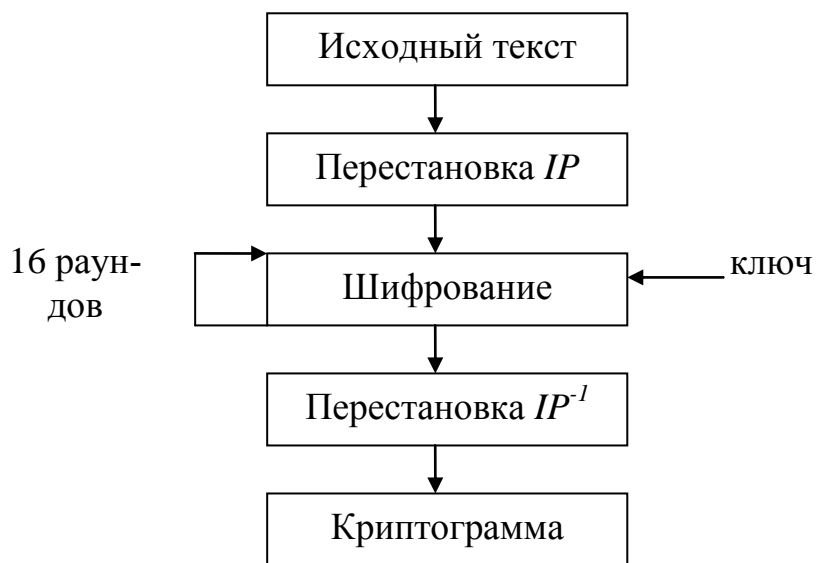 Исходный текст
Перестановка IP
16 раун-
дов
Шифрование
ключ
Перестановка IP⁻¹
Криптограмма